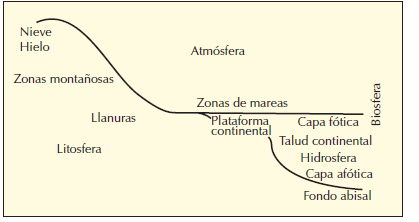 Nieve
Hielo
Atmósfera
Zonas montañosas
Biosfera
Zonas de mareas
Llanuras
Plataforma
continental
Capa fótica
Talud continental
Litosfera
Hidrosfera
Capa afótica
Fondo abisal